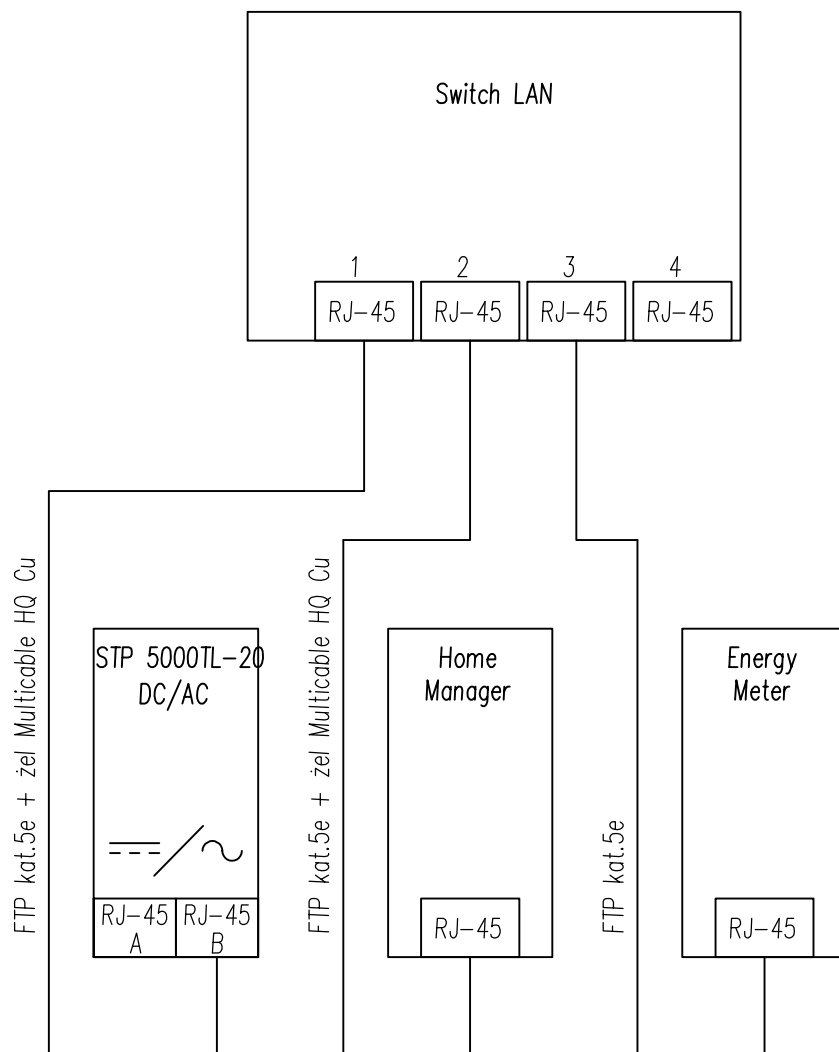 Switch LAN
1 2 3 4
RJ-45 RJ-45 RJ-45 RJ-45
FTP kat.5e + żel Multicable HQ Cu
STP 5000TL-20
DC/AC
RJ-45
A
RJ-45
B
FTP kat.5e + żel Multicable HQ Cu
Home
Manager
RJ-45
FTP kat.5e
Energy
Meter
RJ-45